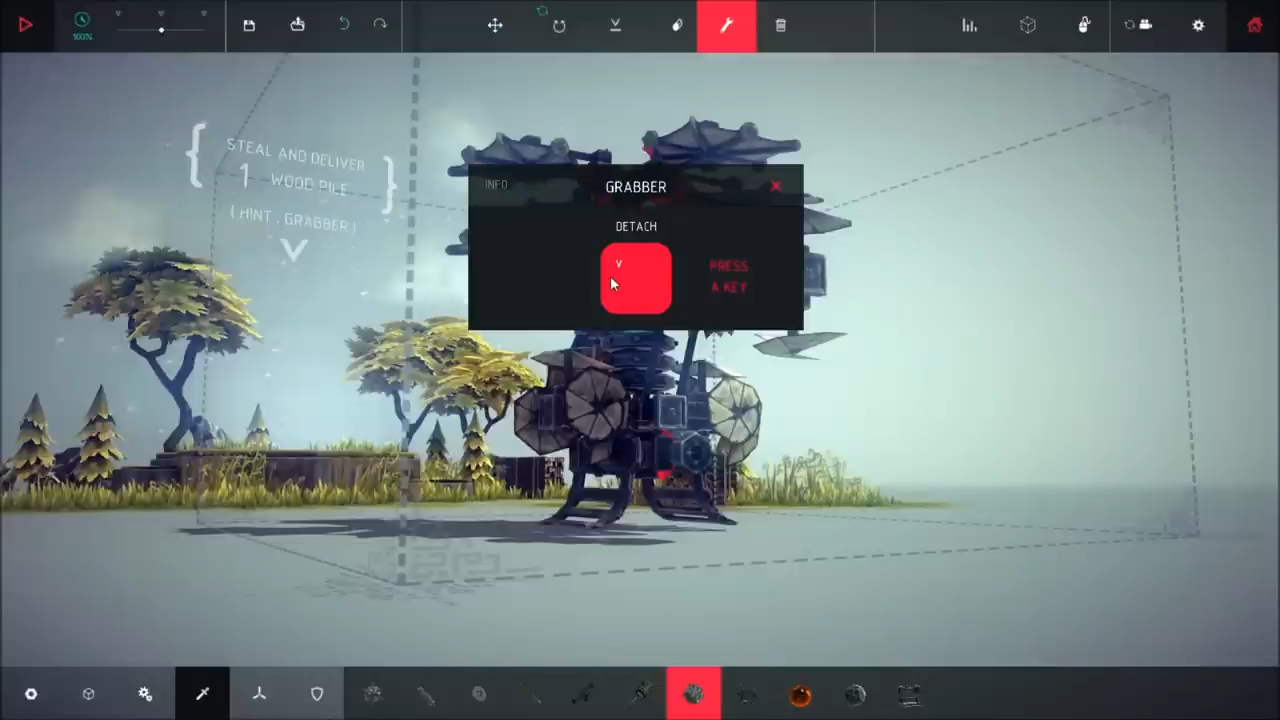 100%
STEAL AND DELIVER
1 WOOD PILE
( HINT : GRABBER )
INFO
GRABBER
DETACH
V
PRESS
A KEY